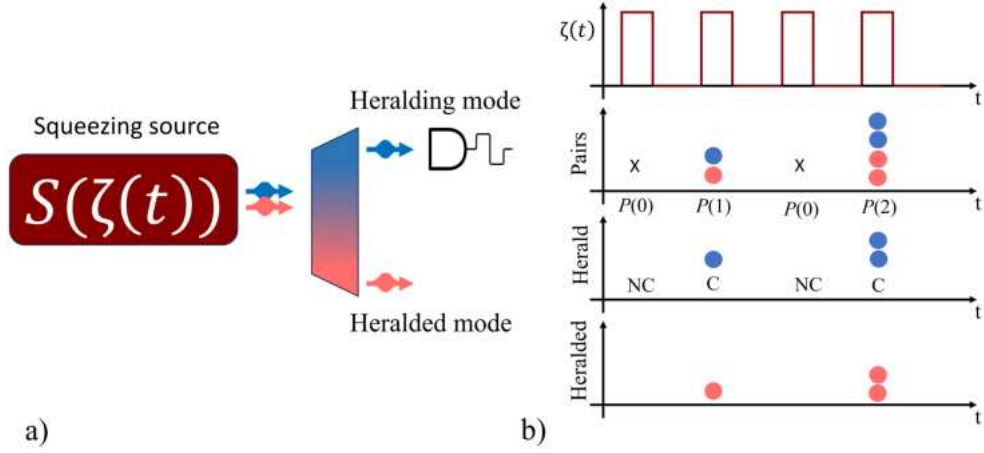 Squeezing source
S(ζ(t))
Heralding mode
Heralded mode
a)
ζ(t)
t
Pairs
X
X
P(0)
P(1)
P(0)
P(2)
t
Herald
NC
C
NC
C
t
Heralded
t
b)